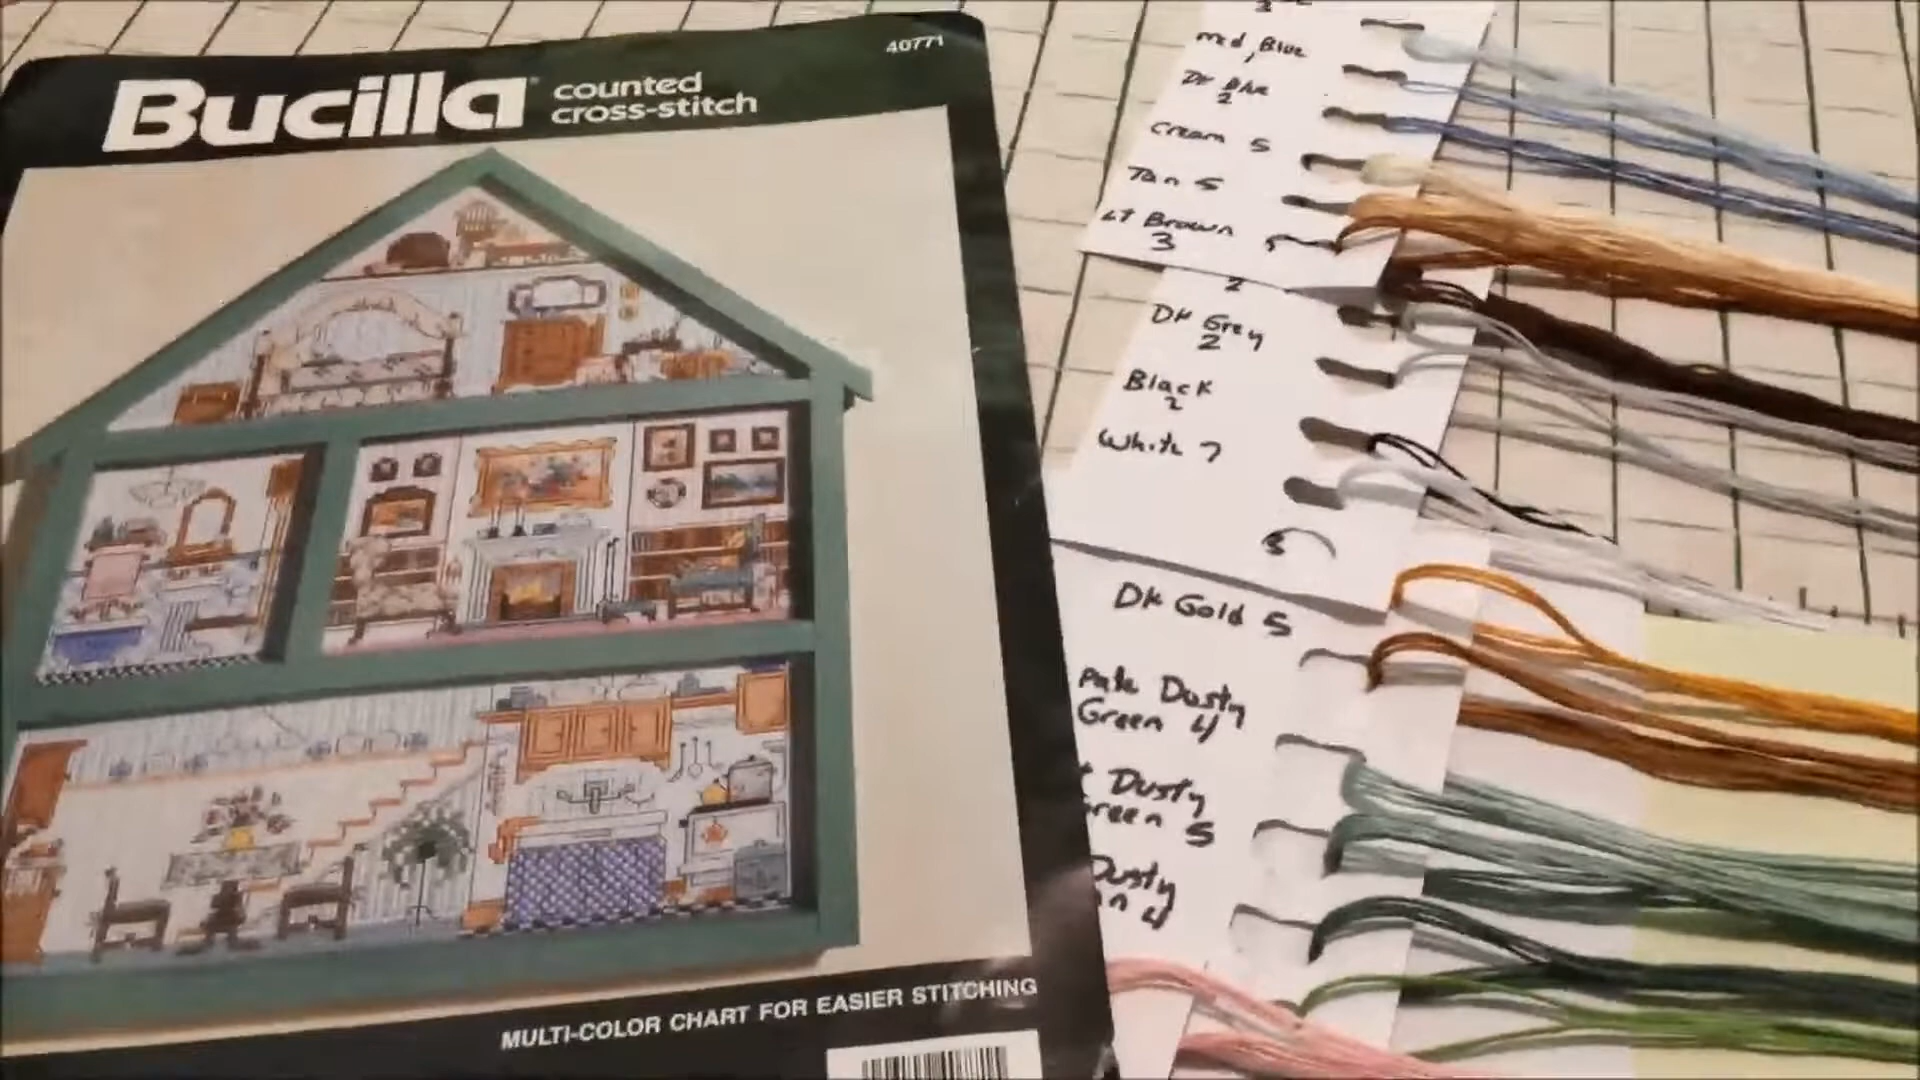 40771
Bucilla® counted
cross-stitch
MULTI-COLOR CHART FOR EASIER STITCHING
med, Blue
Dk Blue
2
Cream 5
Tan 5
LT Brown
3
2
Dk Grey
2
Black
2
White 7
Dk Gold 5
Pale Dusty
Green 4
Dusty
Green 5
Dusty
4